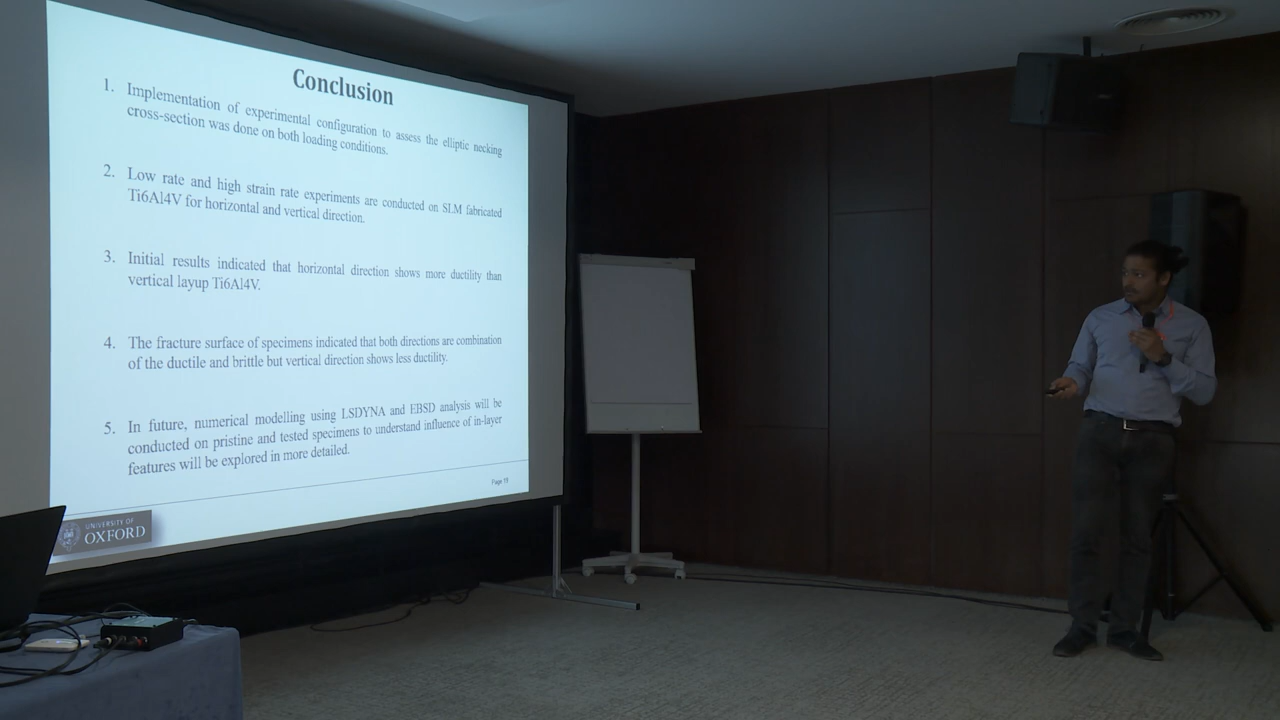 Conclusion
1. Implementation of experimental configuration to assess the elliptic necking
cross-section was done on both loading conditions.
2. Low rate and high strain rate experiments are conducted on SLM fabricated
Ti6Al4V for horizontal and vertical direction.
3. Initial results indicated that horizontal direction shows more ductility than
vertical layup Ti6Al4V.
4. The fracture surface of specimens indicated that both directions are combination
of the ductile and brittle but vertical direction shows less ductility.
5. In future, numerical modelling using LSDYNA and EBSD analysis will be
conducted on pristine and tested specimens to understand influence of in-layer
features will be explored in more detailed.
Page 19
UNIVERSITY OF
OXFORD